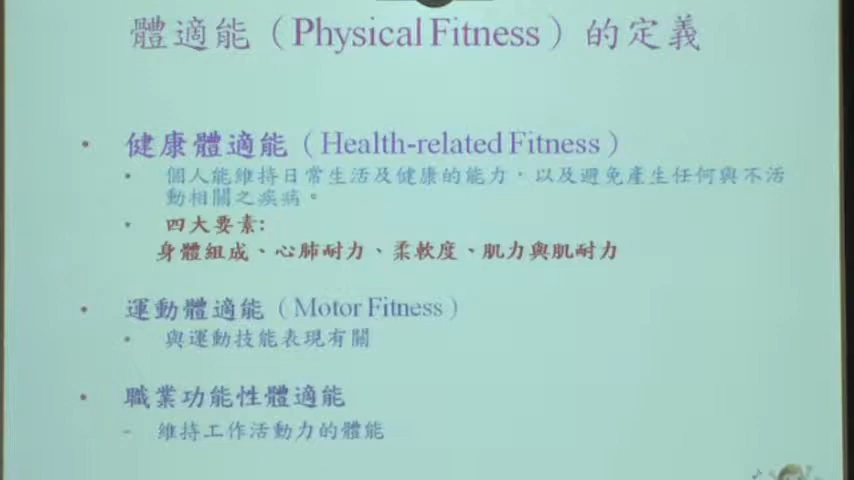 體適能（Physical Fitness）的定義
• 健康體適能（Health-related Fitness）
• 個人能維持日常生活及健康的能力，以及避免產生任何與不活
動相關之疾病。
• 四大要素:
身體組成、心肺耐力、柔軟度、肌力與肌耐力
• 運動體適能（Motor Fitness）
• 與運動技能表現有關
• 職業功能性體適能
- 維持工作活動力的體能